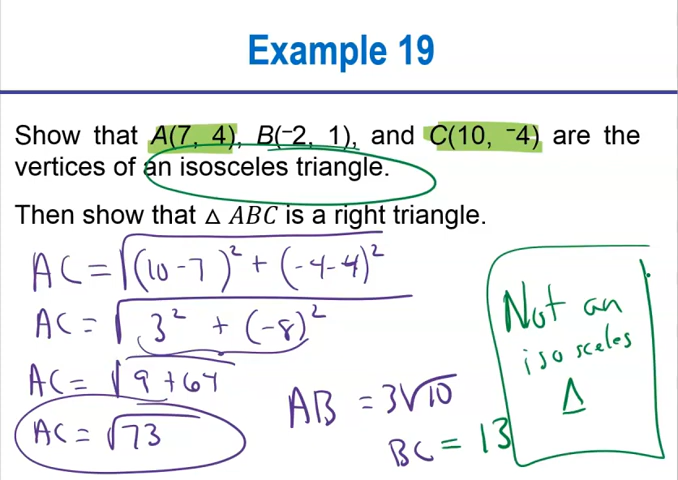 Example 19
Show that A(7, 4), B(⁻2, 1), and C(10, ⁻4) are the
vertices of an isosceles triangle.
Then show that △ ABC is a right triangle.
AC = √(10-7)² + (-4-4)²
AC = √3² + (-8)²
AC = √9 + 64
AC = √73
AB = 3√10
BC = 13
Not an
isosceles
Δ